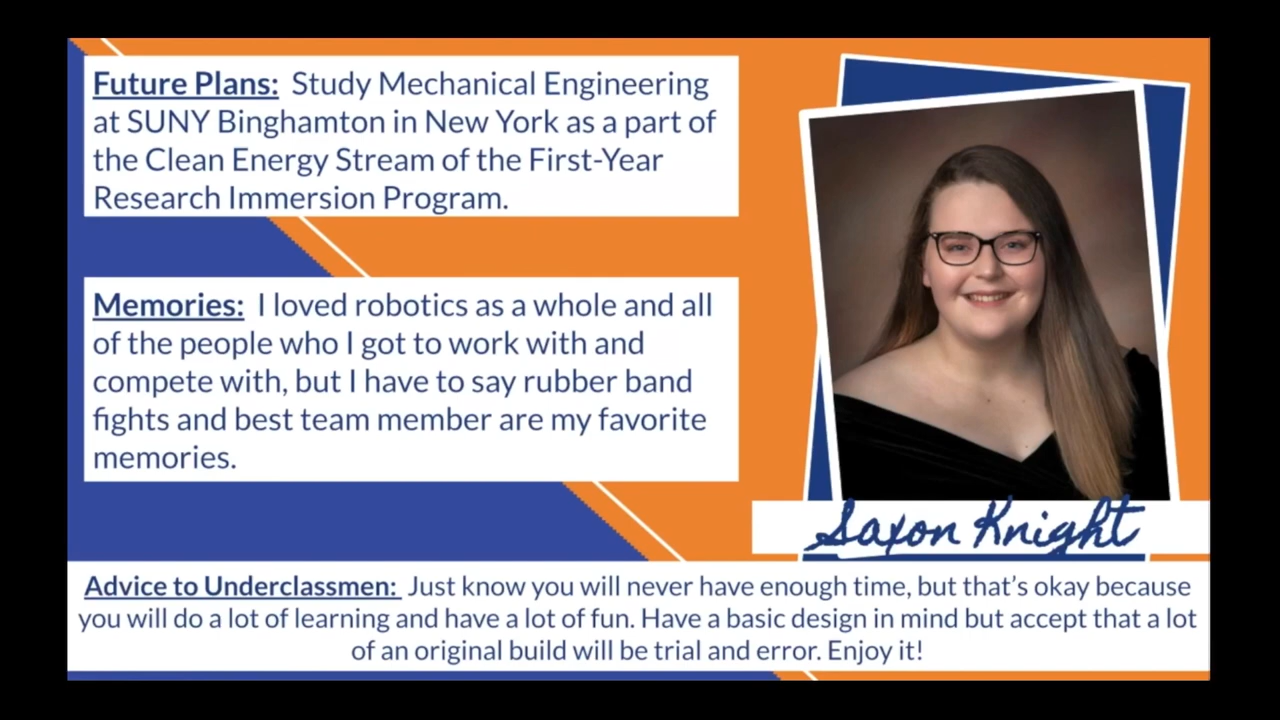 Future Plans: Study Mechanical Engineering
at SUNY Binghamton in New York as a part of
the Clean Energy Stream of the First-Year
Research Immersion Program.
Memories: I loved robotics as a whole and all
of the people who I got to work with and
compete with, but I have to say rubber band
fights and best team member are my favorite
memories.
Saxon Knight
Advice to Underclassmen: Just know you will never have enough time, but that’s okay because
you will do a lot of learning and have a lot of fun. Have a basic design in mind but accept that a lot
of an original build will be trial and error. Enjoy it!